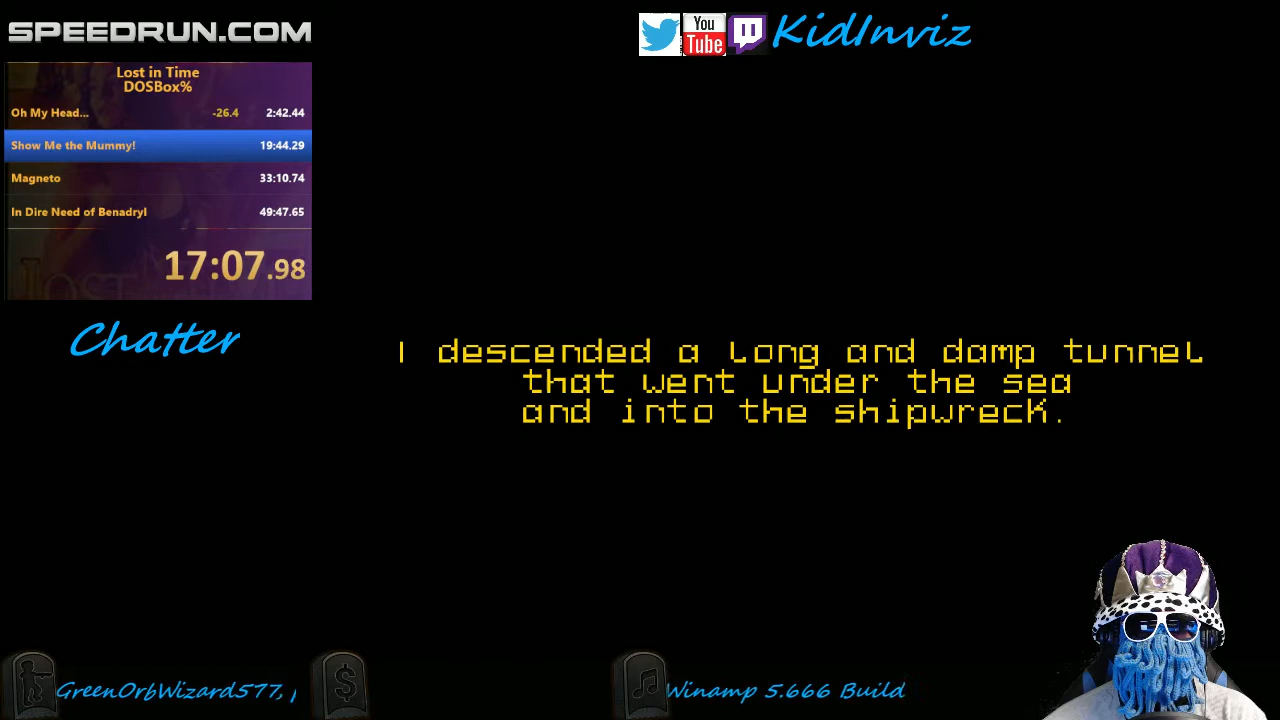 SPEEDRUN.COM
You
Tube
KidInviz
Lost in Time
DOSBox%
Oh My Head... -26.4 2:42.44
Show Me the Mummy! 19:44.29
Magneto 33:10.74
In Dire Need of Benadryl 49:47.65
17:07.98
Chatter
I descended a long and damp tunnel
that went under the sea
and into the shipwreck.
GreenOrbWizard577,
$
Winamp 5.666 Build